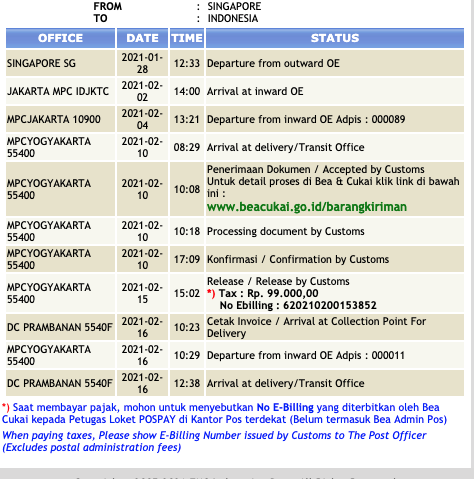 FROM : SINGAPORE
TO : INDONESIA
OFFICE DATE TIME STATUS
SINGAPORE SG 2021-01-28 12:33 Departure from outward OE
JAKARTA MPC IDJKTC 2021-02-02 14:00 Arrival at inward OE
MPCJAKARTA 10900 2021-02-04 13:21 Departure from inward OE Adpis : 000089
MPCYOGYAKARTA 55400 2021-02-10 08:29 Arrival at delivery/Transit Office
MPCYOGYAKARTA 55400 2021-02-10 10:08 Penerimaan Dokumen / Accepted by Customs
Untuk detail proses di Bea & Cukai klik link di bawah
ini :
www.beacukai.go.id/barangkiriman
MPCYOGYAKARTA 55400 2021-02-10 10:18 Processing document by Customs
MPCYOGYAKARTA 55400 2021-02-10 17:09 Konfirmasi / Confirmation by Customs
MPCYOGYAKARTA 55400 2021-02-15 15:02 Release / Release by Customs
*) Tax : Rp. 99.000,00
No Ebilling : 620210200153852
DC PRAMBANAN 5540F 2021-02-16 10:23 Cetak Invoice / Arrival at Collection Point For
Delivery
MPCYOGYAKARTA 55400 2021-02-16 10:29 Departure from inward OE Adpis : 000011
DC PRAMBANAN 5540F 2021-02-16 12:38 Arrival at delivery/Transit Office
*) Saat membayar pajak, mohon untuk menyebutkan No E-Billing yang diterbitkan oleh Bea
Cukai kepada Petugas Loket POSPAY di Kantor Pos terdekat (Belum termasuk Bea Admin Pos)
When paying taxes, Please show E-Billing Number issued by Customs to The Post Officer
(Excludes postal administration fees)